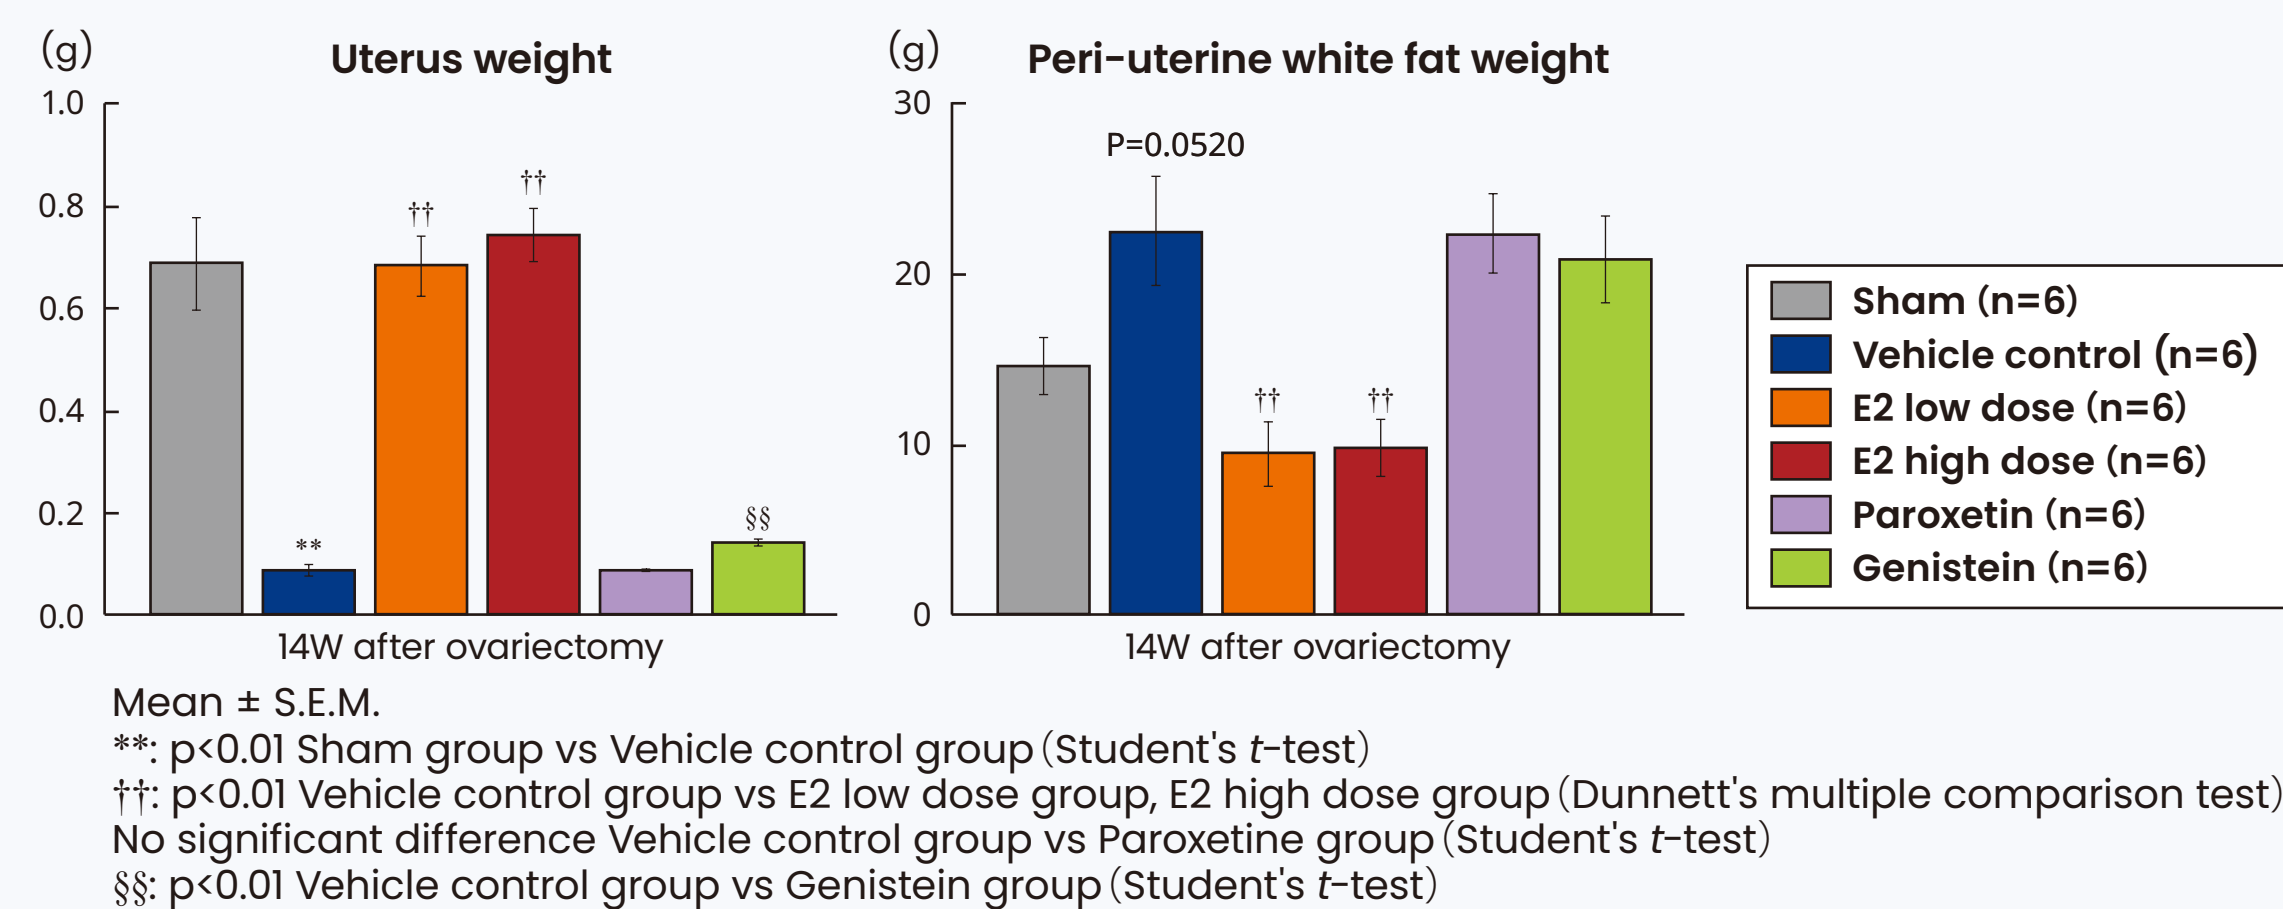 (g)
Uterus weight
1.0
0.8
0.6
0.4
0.2
0.0
**
††
††
§§
14W after ovariectomy
(g)
Peri-uterine white fat weight
30
20
10
0
P=0.0520
††
††
14W after ovariectomy
Sham (n=6)
Vehicle control (n=6)
E2 low dose (n=6)
E2 high dose (n=6)
Paroxetin (n=6)
Genistein (n=6)
Mean ± S.E.M.
**: p<0.01 Sham group vs Vehicle control group (Student's t-test)
††: p<0.01 Vehicle control group vs E2 low dose group, E2 high dose group (Dunnett's multiple comparison test)
No significant difference Vehicle control group vs Paroxetine group (Student's t-test)
§§: p<0.01 Vehicle control group vs Genistein group (Student's t-test)